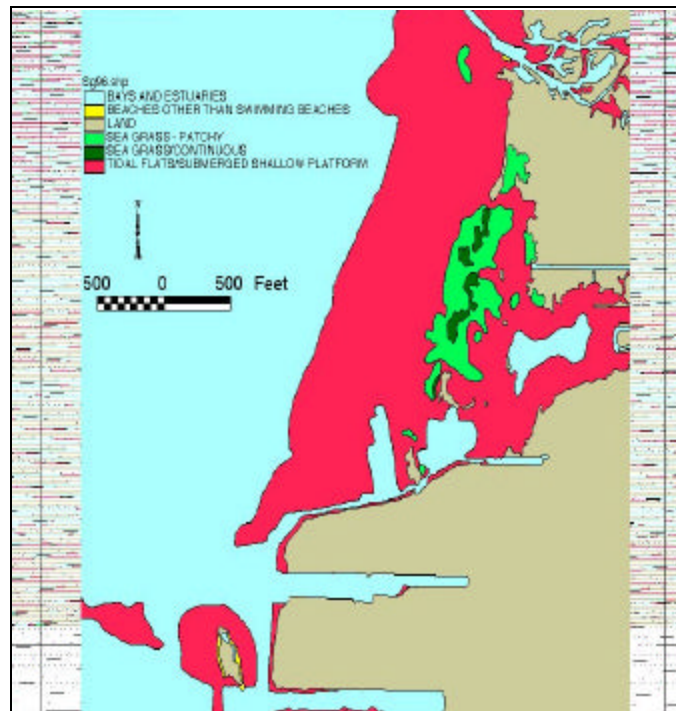 Sg96.shp
BAYS AND ESTUARIES
BEACHES OTHER THAN SWIMMING BEACHES
LAND
SEA GRASS - PATCHY
SEA GRASS/CONTINUOUS
TIDAL FLATS/SUBMERGED SHALLOW PLATFORM
500 0 500 Feet